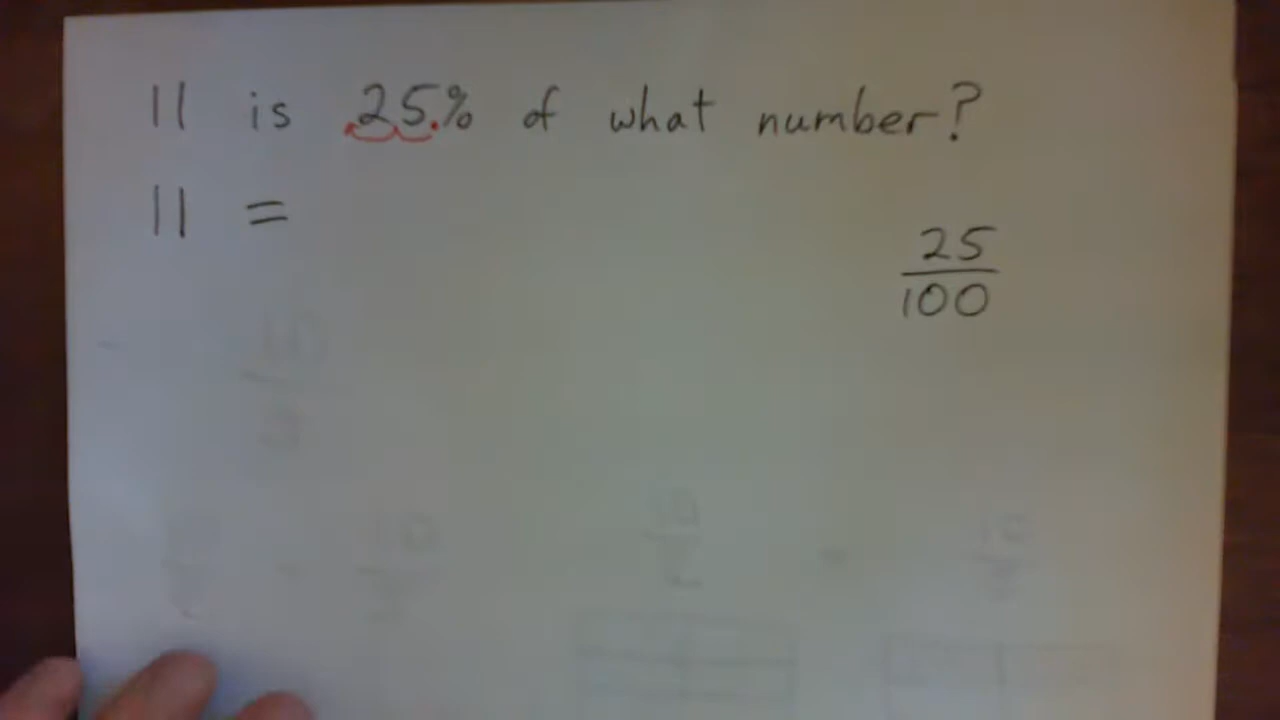 11 is .25.% of what number?
11 =
25
100